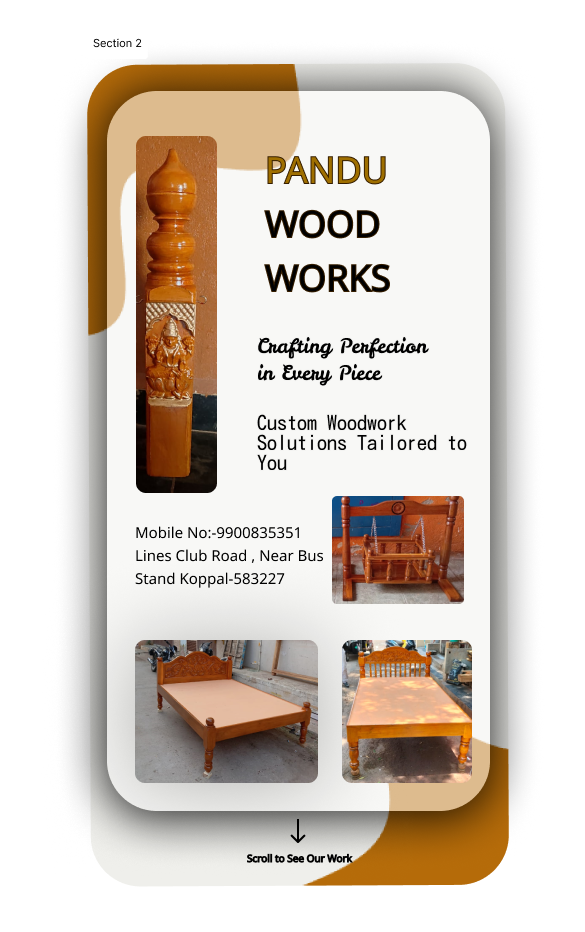 Section 2
PANDU
WOOD
WORKS
Crafting Perfection
in Every Piece
Custom Woodwork
Solutions Tailored to
You
Mobile No:-9900835351
Lines Club Road , Near Bus
Stand Koppal-583227
Scroll to See Our Work